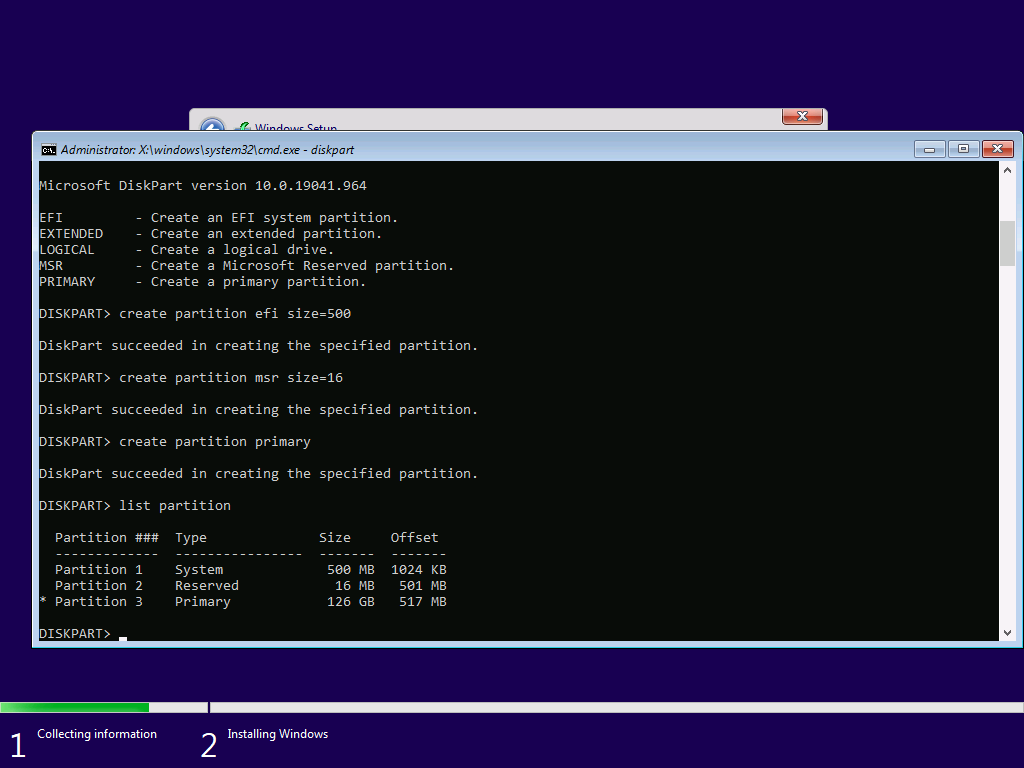 Windows Setup
Administrator: X:\windows\system32\cmd.exe - diskpart
Microsoft DiskPart version 10.0.19041.964
EFI         - Create an EFI system partition.
EXTENDED    - Create an extended partition.
LOGICAL     - Create a logical drive.
MSR         - Create a Microsoft Reserved partition.
PRIMARY     - Create a primary partition.
DISKPART> create partition efi size=500
DiskPart succeeded in creating the specified partition.
DISKPART> create partition msr size=16
DiskPart succeeded in creating the specified partition.
DISKPART> create partition primary
DiskPart succeeded in creating the specified partition.
DISKPART> list partition
  Partition ###  Type              Size     Offset
  -------------  ----------------  -------  -------
  Partition 1    System             500 MB  1024 KB
  Partition 2    Reserved            16 MB   501 MB
* Partition 3    Primary            126 GB   517 MB
DISKPART> _
1 Collecting information
2 Installing Windows